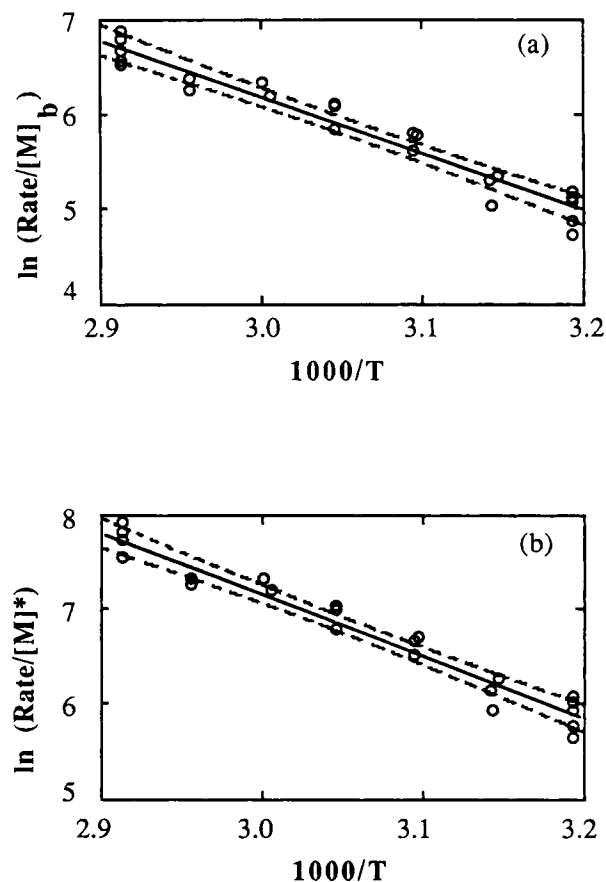 7
(a)
6
5
4
ln (Rate/[M]b)
2.9 3.0 3.1 3.2
1000/T
8
(b)
7
6
5
ln (Rate/[M]*)
2.9 3.0 3.1 3.2
1000/T